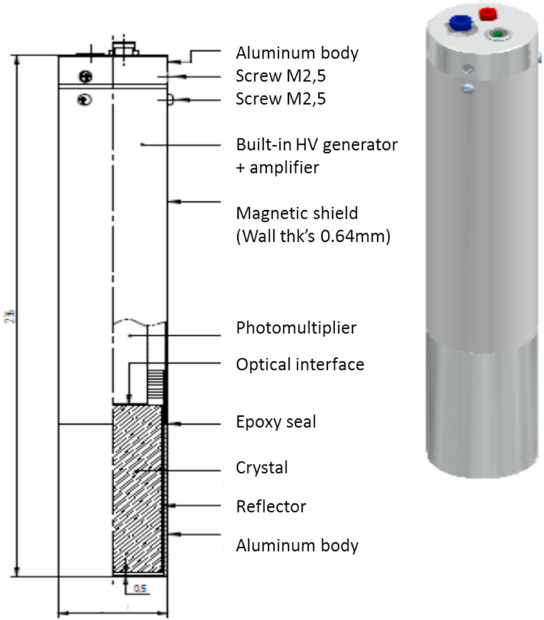 Aluminum body
Screw M2,5
Screw M2,5
Built-in HV generator
+ amplifier
Magnetic shield
(Wall thk's 0.64mm)
Photomultiplier
Optical interface
Epoxy seal
Crystal
Reflector
Aluminum body
0,5